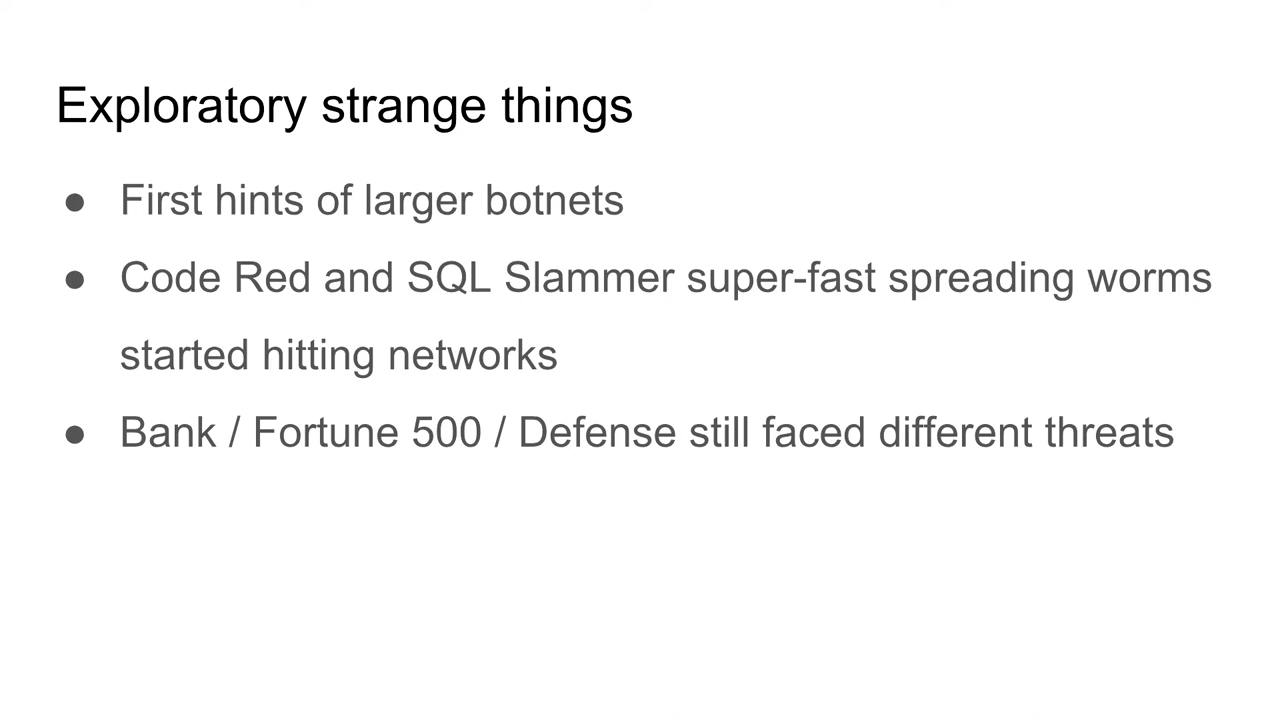 Exploratory strange things
● First hints of larger botnets
● Code Red and SQL Slammer super-fast spreading worms
started hitting networks
● Bank / Fortune 500 / Defense still faced different threats